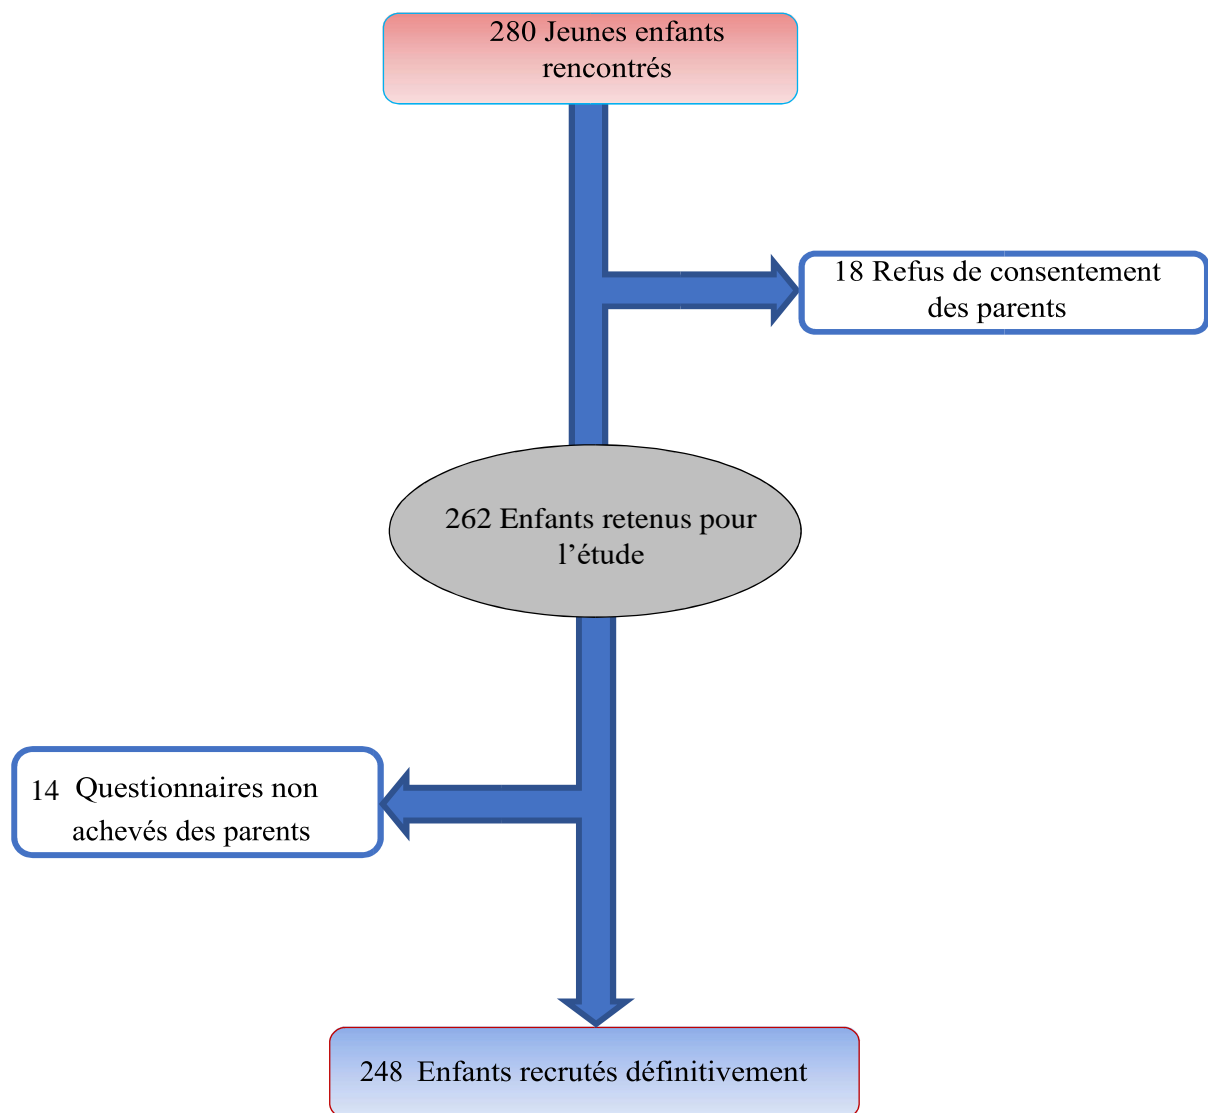 280 Jeunes enfants
rencontrés
18 Refus de consentement
des parents
262 Enfants retenus pour
l’étude
14 Questionnaires non
achevés des parents
248 Enfants recrutés définitivement